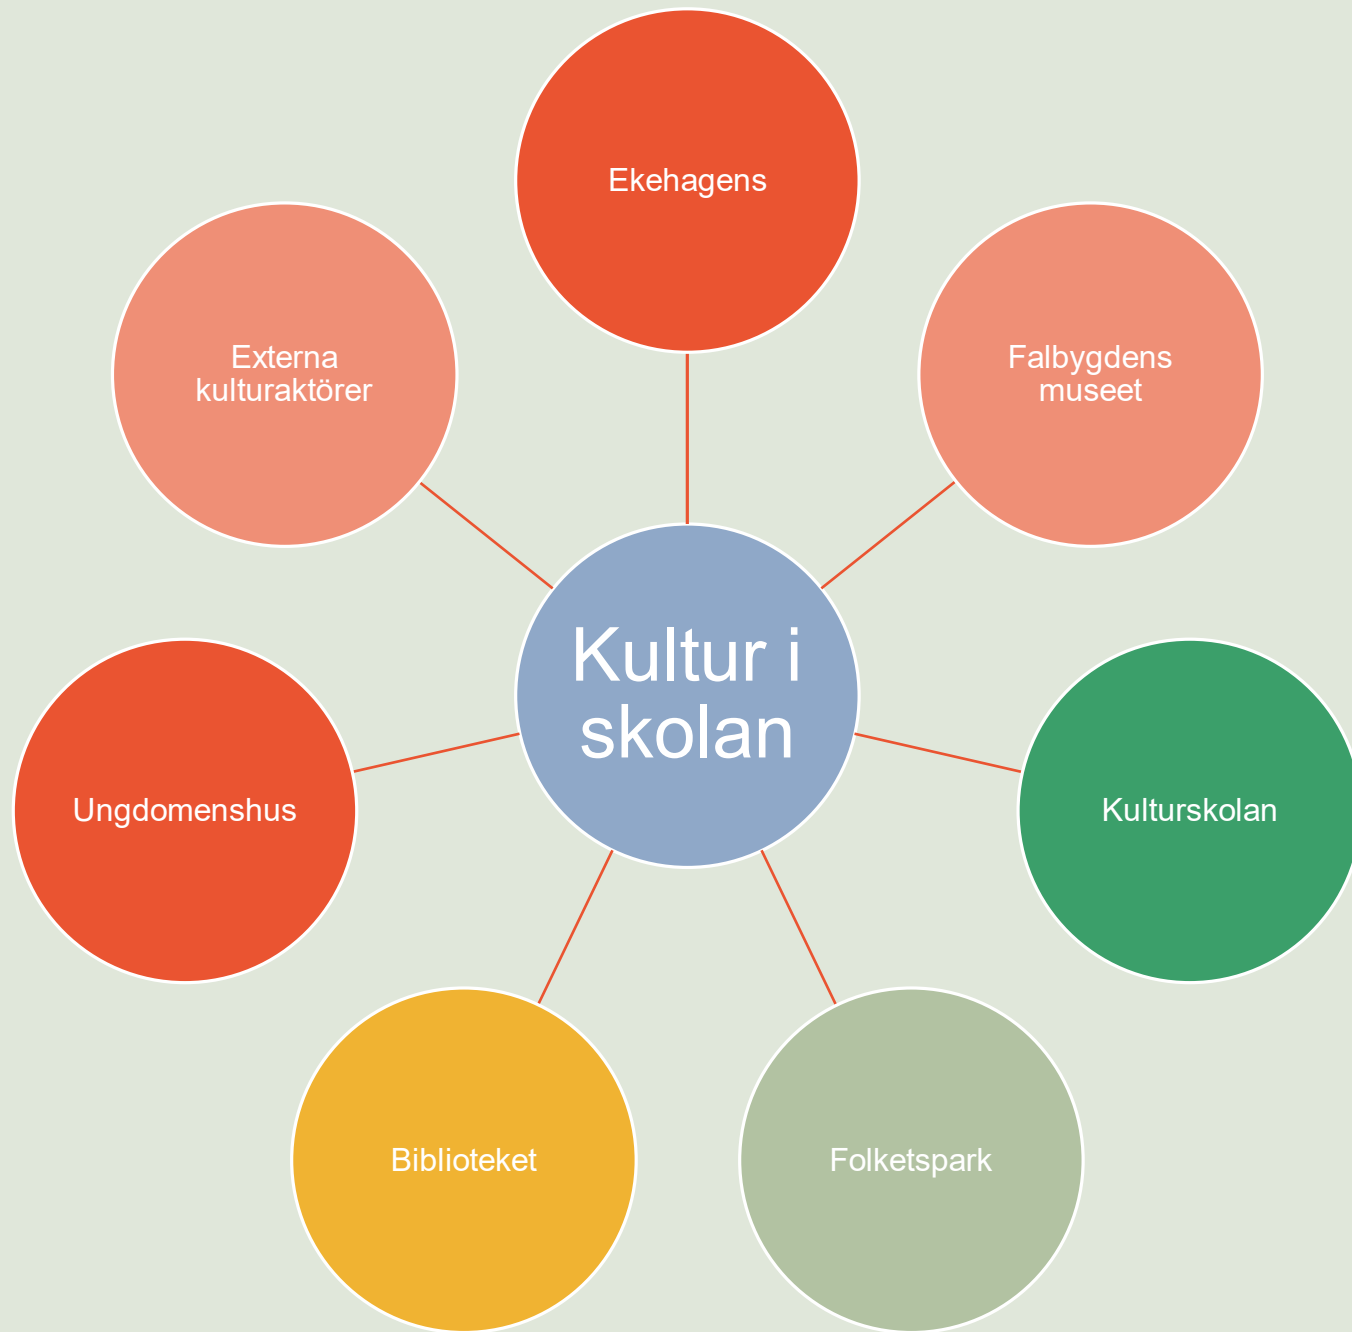 Ekehagens
Externa
kulturaktörer
Falbygdens
museet
Kultur i
skolan
Ungdomenshus
Kulturskolan
Biblioteket
Folketspark